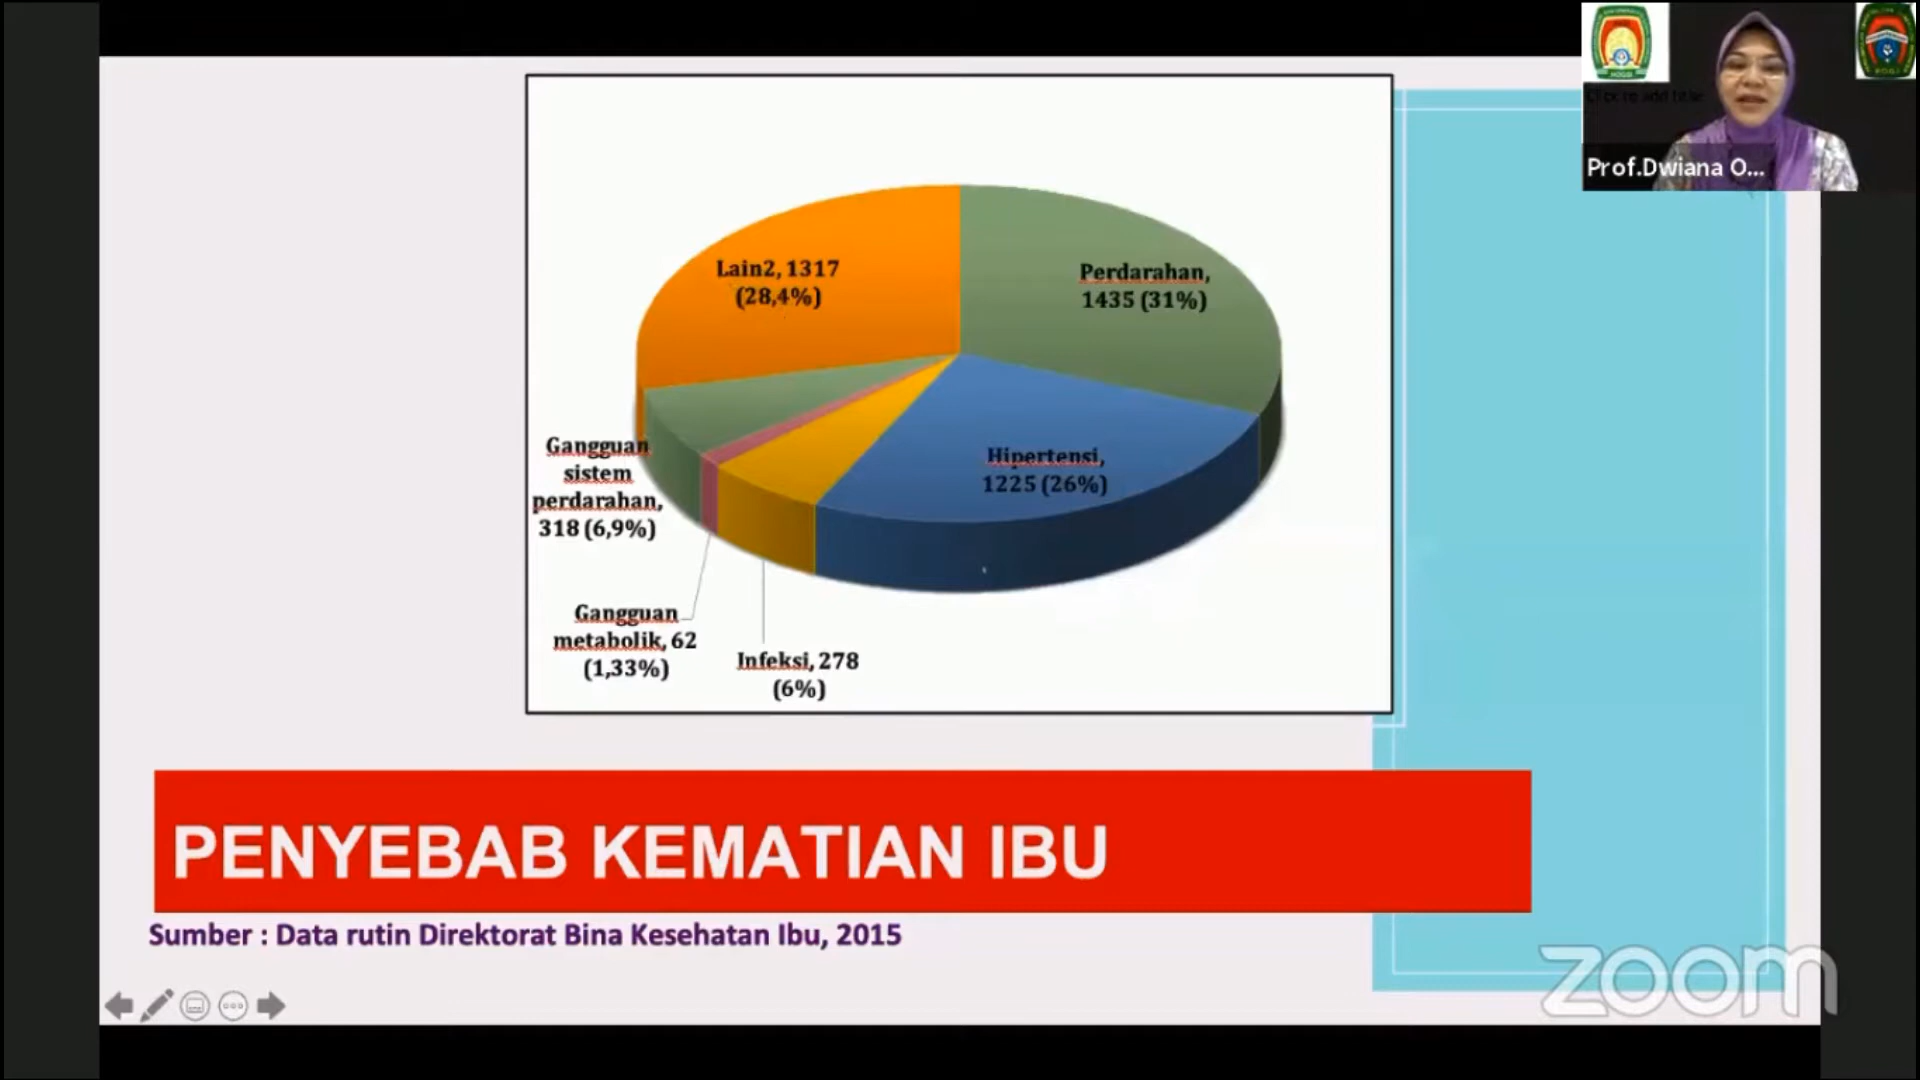 Prof.Dwiana O...
Lain2, 1317
(28,4%)
Perdarahan,
1435 (31%)
Hipertensi,
1225 (26%)
Gangguan
sistem
perdarahan,
318 (6,9%)
Gangguan
metabolik, 62
(1,33%)
Infeksi, 278
(6%)
PENYEBAB KEMATIAN IBU
Sumber : Data rutin Direktorat Bina Kesehatan Ibu, 2015
zoom